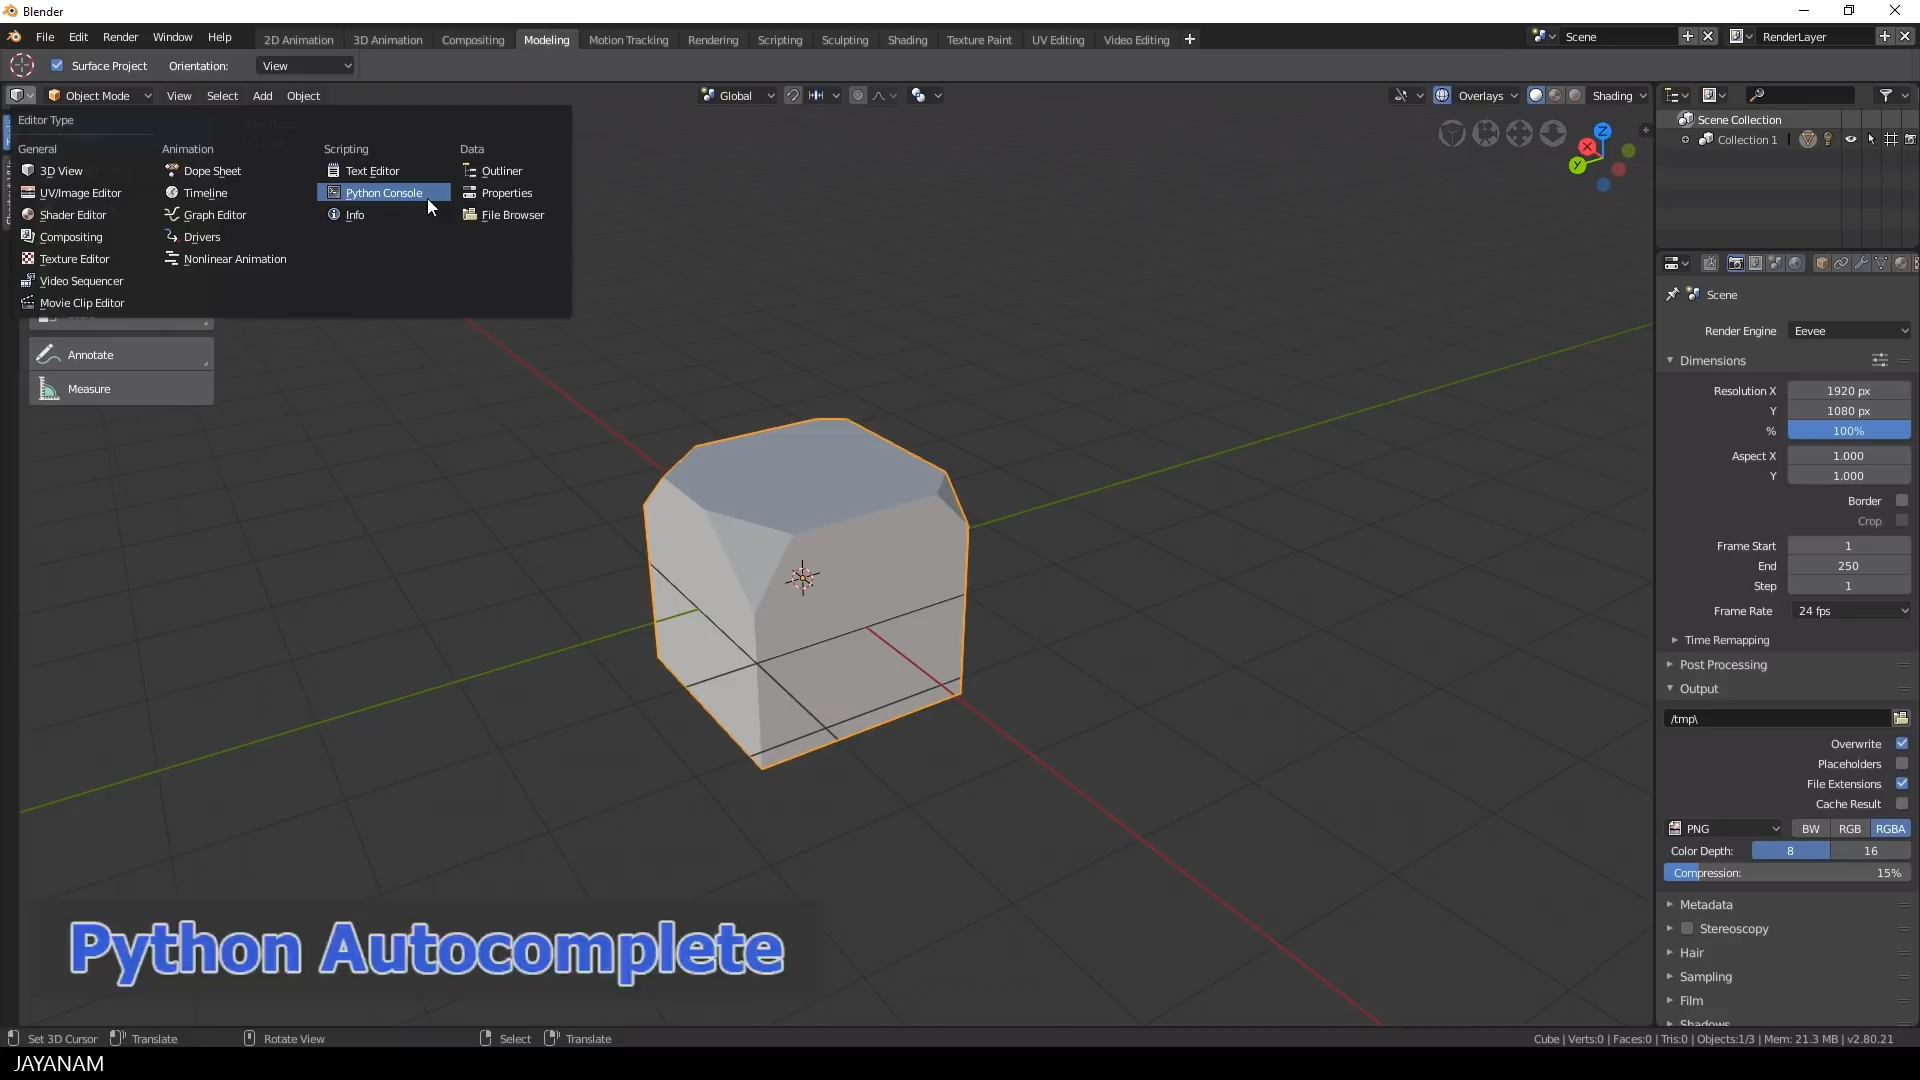 Blender
File Edit Render Window Help 2D Animation 3D Animation Compositing Modeling Motion Tracking Rendering Scripting Sculpting Shading Texture Paint UV Editing Video Editing + Scene RenderLayer
Surface Project Orientation: View
Object Mode View Select Add Object Global Overlays Shading
Editor Type
General Animation Scripting Data
3D View Dope Sheet Text Editor Outliner
UV/Image Editor Timeline Python Console Properties
Shader Editor Graph Editor Info File Browser
Compositing Drivers
Texture Editor Nonlinear Animation
Video Sequencer
Movie Clip Editor
Annotate
Measure
Z
X
Y
Scene Collection
Collection 1
Scene
Render Engine Eevee
Dimensions
Resolution X 1920 px
Y 1080 px
% 100%
Aspect X 1.000
Y 1.000
Border
Crop
Frame Start 1
End 250
Step 1
Frame Rate 24 fps
Time Remapping
Post Processing
Output
/tmp\
Overwrite
Placeholders
File Extensions
Cache Result
PNG BW RGB RGBA
Color Depth: 8 16
Compression: 15%
Metadata
Stereoscopy
Hair
Sampling
Film
Shadows
Python Autocomplete
Set 3D Cursor Translate Rotate View Select Translate Cube | Verts:0 | Faces:0 | Tris:0 | Objects:1/3 | Mem: 21.3 MB | v2.80.21
JAYANAM